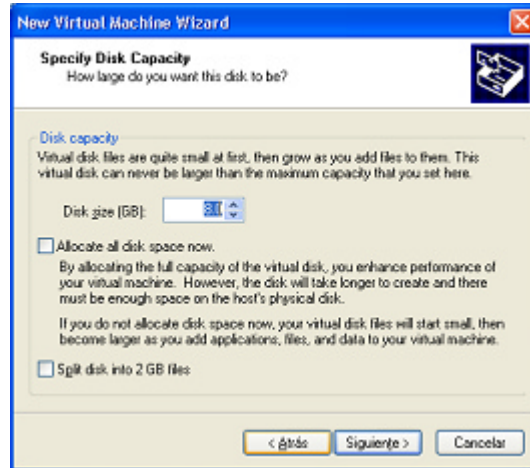 New Virtual Machine Wizard
Specify Disk Capacity
How large do you want this disk to be?
Disk capacity
Virtual disk files are quite small at first, then grow as you add files to them. This
virtual disk can never be larger than the maximum capacity that you set here.
Disk size (GB): 8.0
Allocate all disk space now.
By allocating the full capacity of the virtual disk, you enhance performance of
your virtual machine. However, the disk will take longer to create and there
must be enough space on the host's physical disk.
If you do not allocate disk space now, your virtual disk files will start small, then
become larger as you add applications, files, and data to your virtual machine.
Split disk into 2 GB files
< Atrás Siguiente > Cancelar